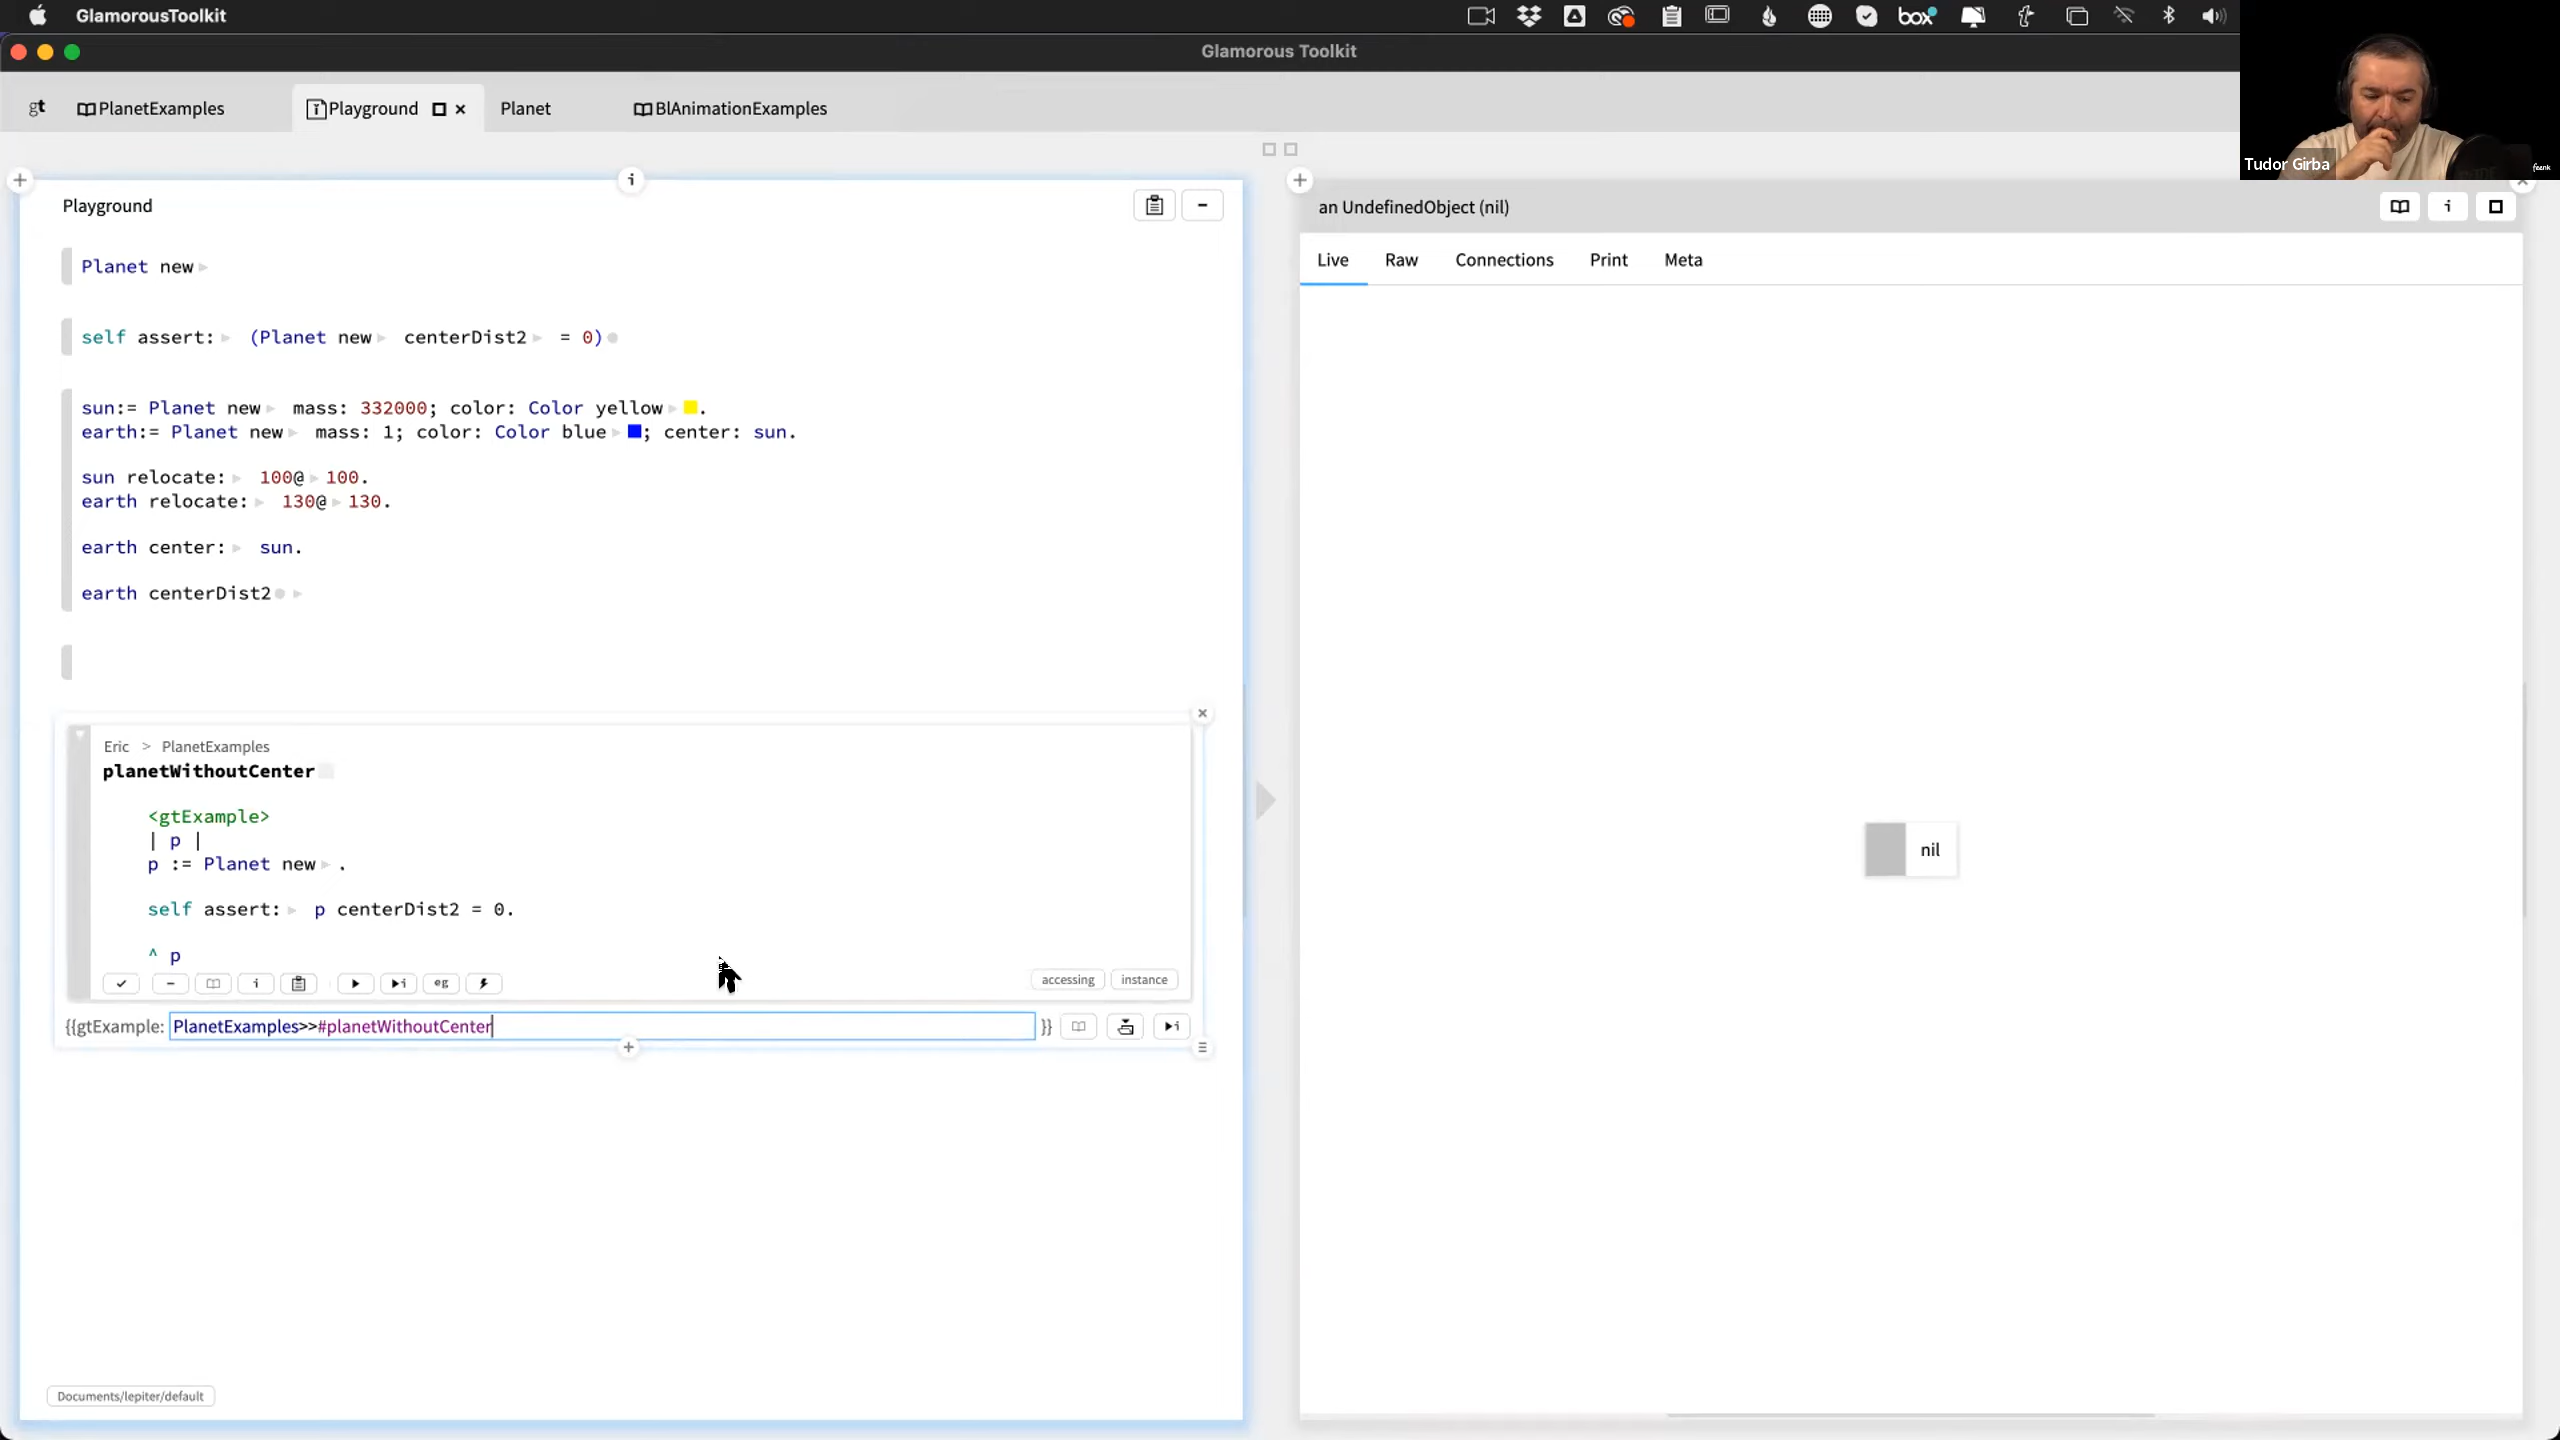 GlamorousToolkit
box
Glamorous Toolkit
gt
PlanetExamples
Playground
Planet
BlAnimationExamples
Tudor Girba
feenk
Playground
Planet new
self assert: (Planet new centerDist2 = 0)
sun:= Planet new mass: 332000; color: Color yellow.
earth:= Planet new mass: 1; color: Color blue; center: sun.
sun relocate: 100@ 100.
earth relocate: 130@ 130.
earth center: sun.
earth centerDist2
Eric > PlanetExamples
planetWithoutCenter
<gtExample>
| p |
p := Planet new .
self assert: p centerDist2 = 0.
^ p
i
eg
accessing
instance
{{gtExample: PlanetExamples>>#planetWithoutCenter }}
Documents/lepiter/default
an UndefinedObject (nil)
Live Raw Connections Print Meta
nil